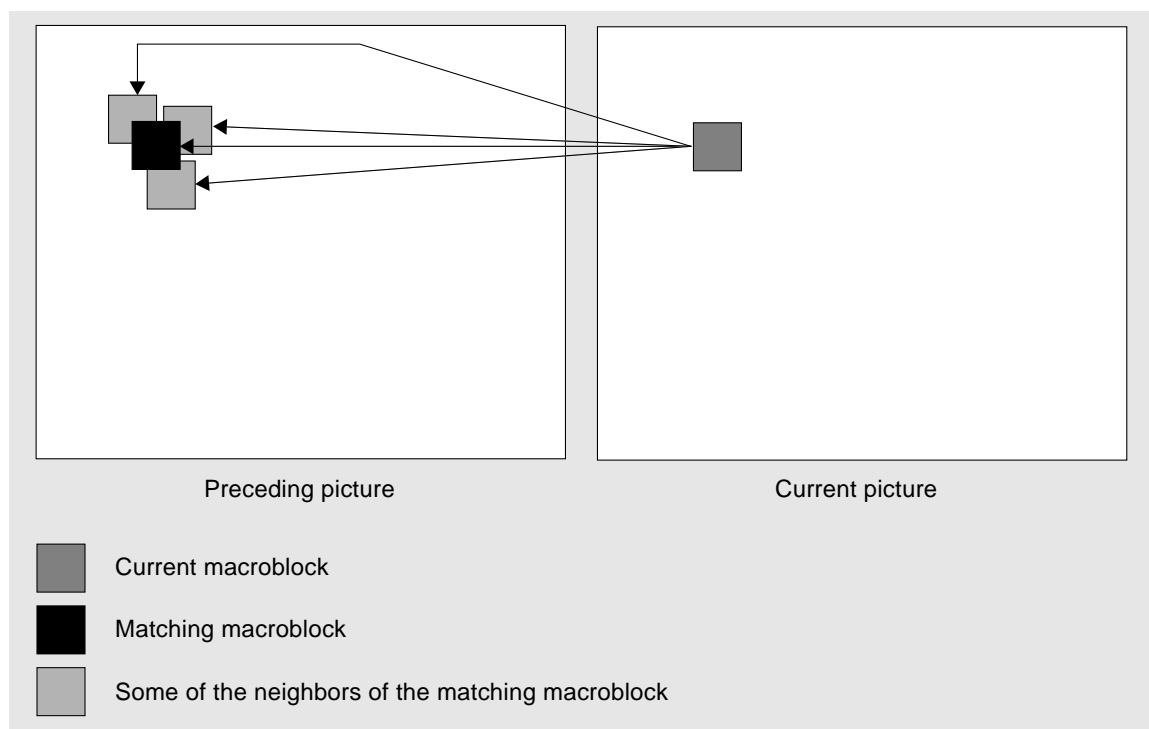 Preceding picture
Current picture
Current macroblock
Matching macroblock
Some of the neighbors of the matching macroblock